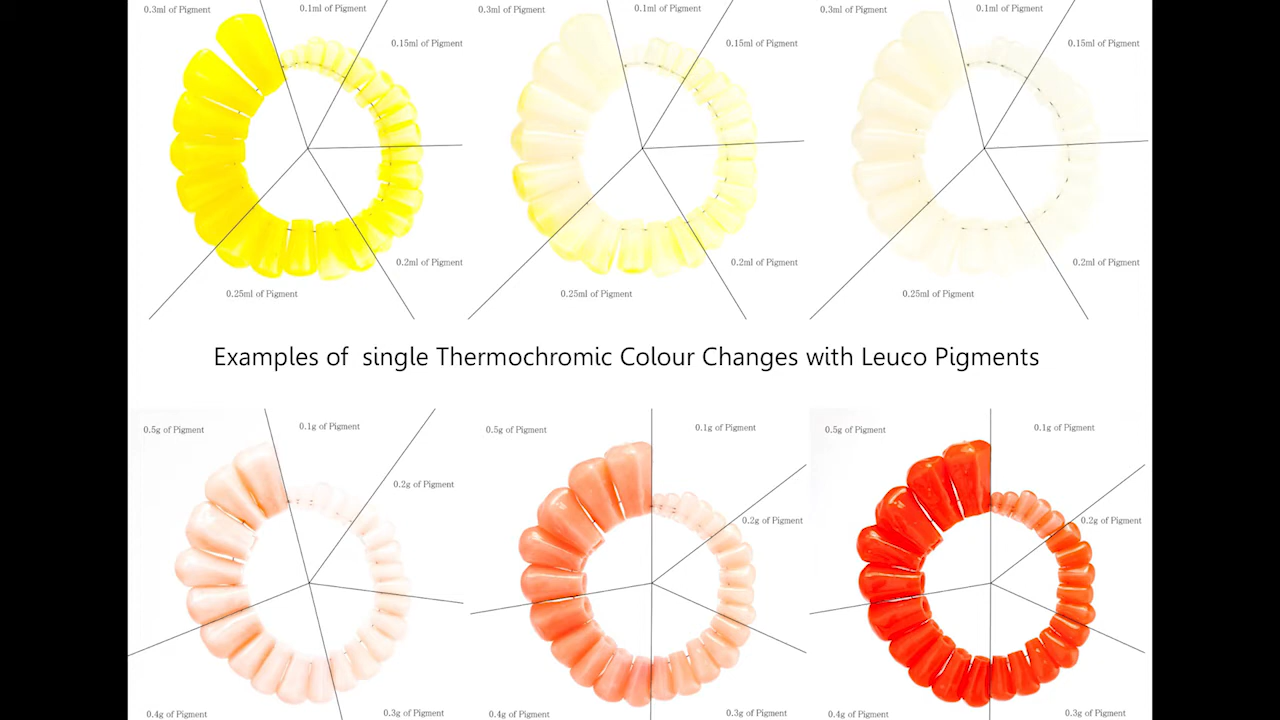 0.3ml of Pigment
0.1ml of Pigment
0.15ml of Pigment
0.2ml of Pigment
0.25ml of Pigment
0.3ml of Pigment
0.1ml of Pigment
0.15ml of Pigment
0.2ml of Pigment
0.25ml of Pigment
0.3ml of Pigment
0.1ml of Pigment
0.15ml of Pigment
0.2ml of Pigment
0.25ml of Pigment
Examples of  single Thermochromic Colour Changes with Leuco Pigments
0.5g of Pigment
0.1g of Pigment
0.2g of Pigment
0.3g of Pigment
0.4g of Pigment
0.5g of Pigment
0.1g of Pigment
0.2g of Pigment
0.3g of Pigment
0.4g of Pigment
0.5g of Pigment
0.1g of Pigment
0.2g of Pigment
0.3g of Pigment
0.4g of Pigment